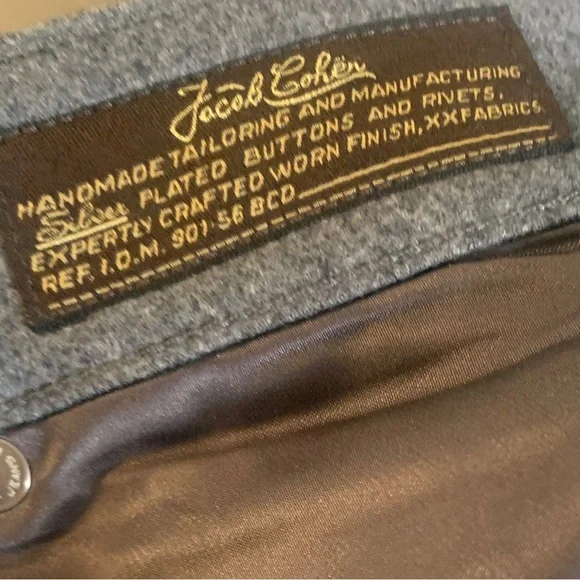 Jacob Cohën
HANDMADE TAILORING AND MANUFACTURING
Silver PLATED BUTTONS AND RIVETS.
EXPERTLY CRAFTED WORN FINISH, XXFABRICS
REF. I.O.M. 901-56 BCD